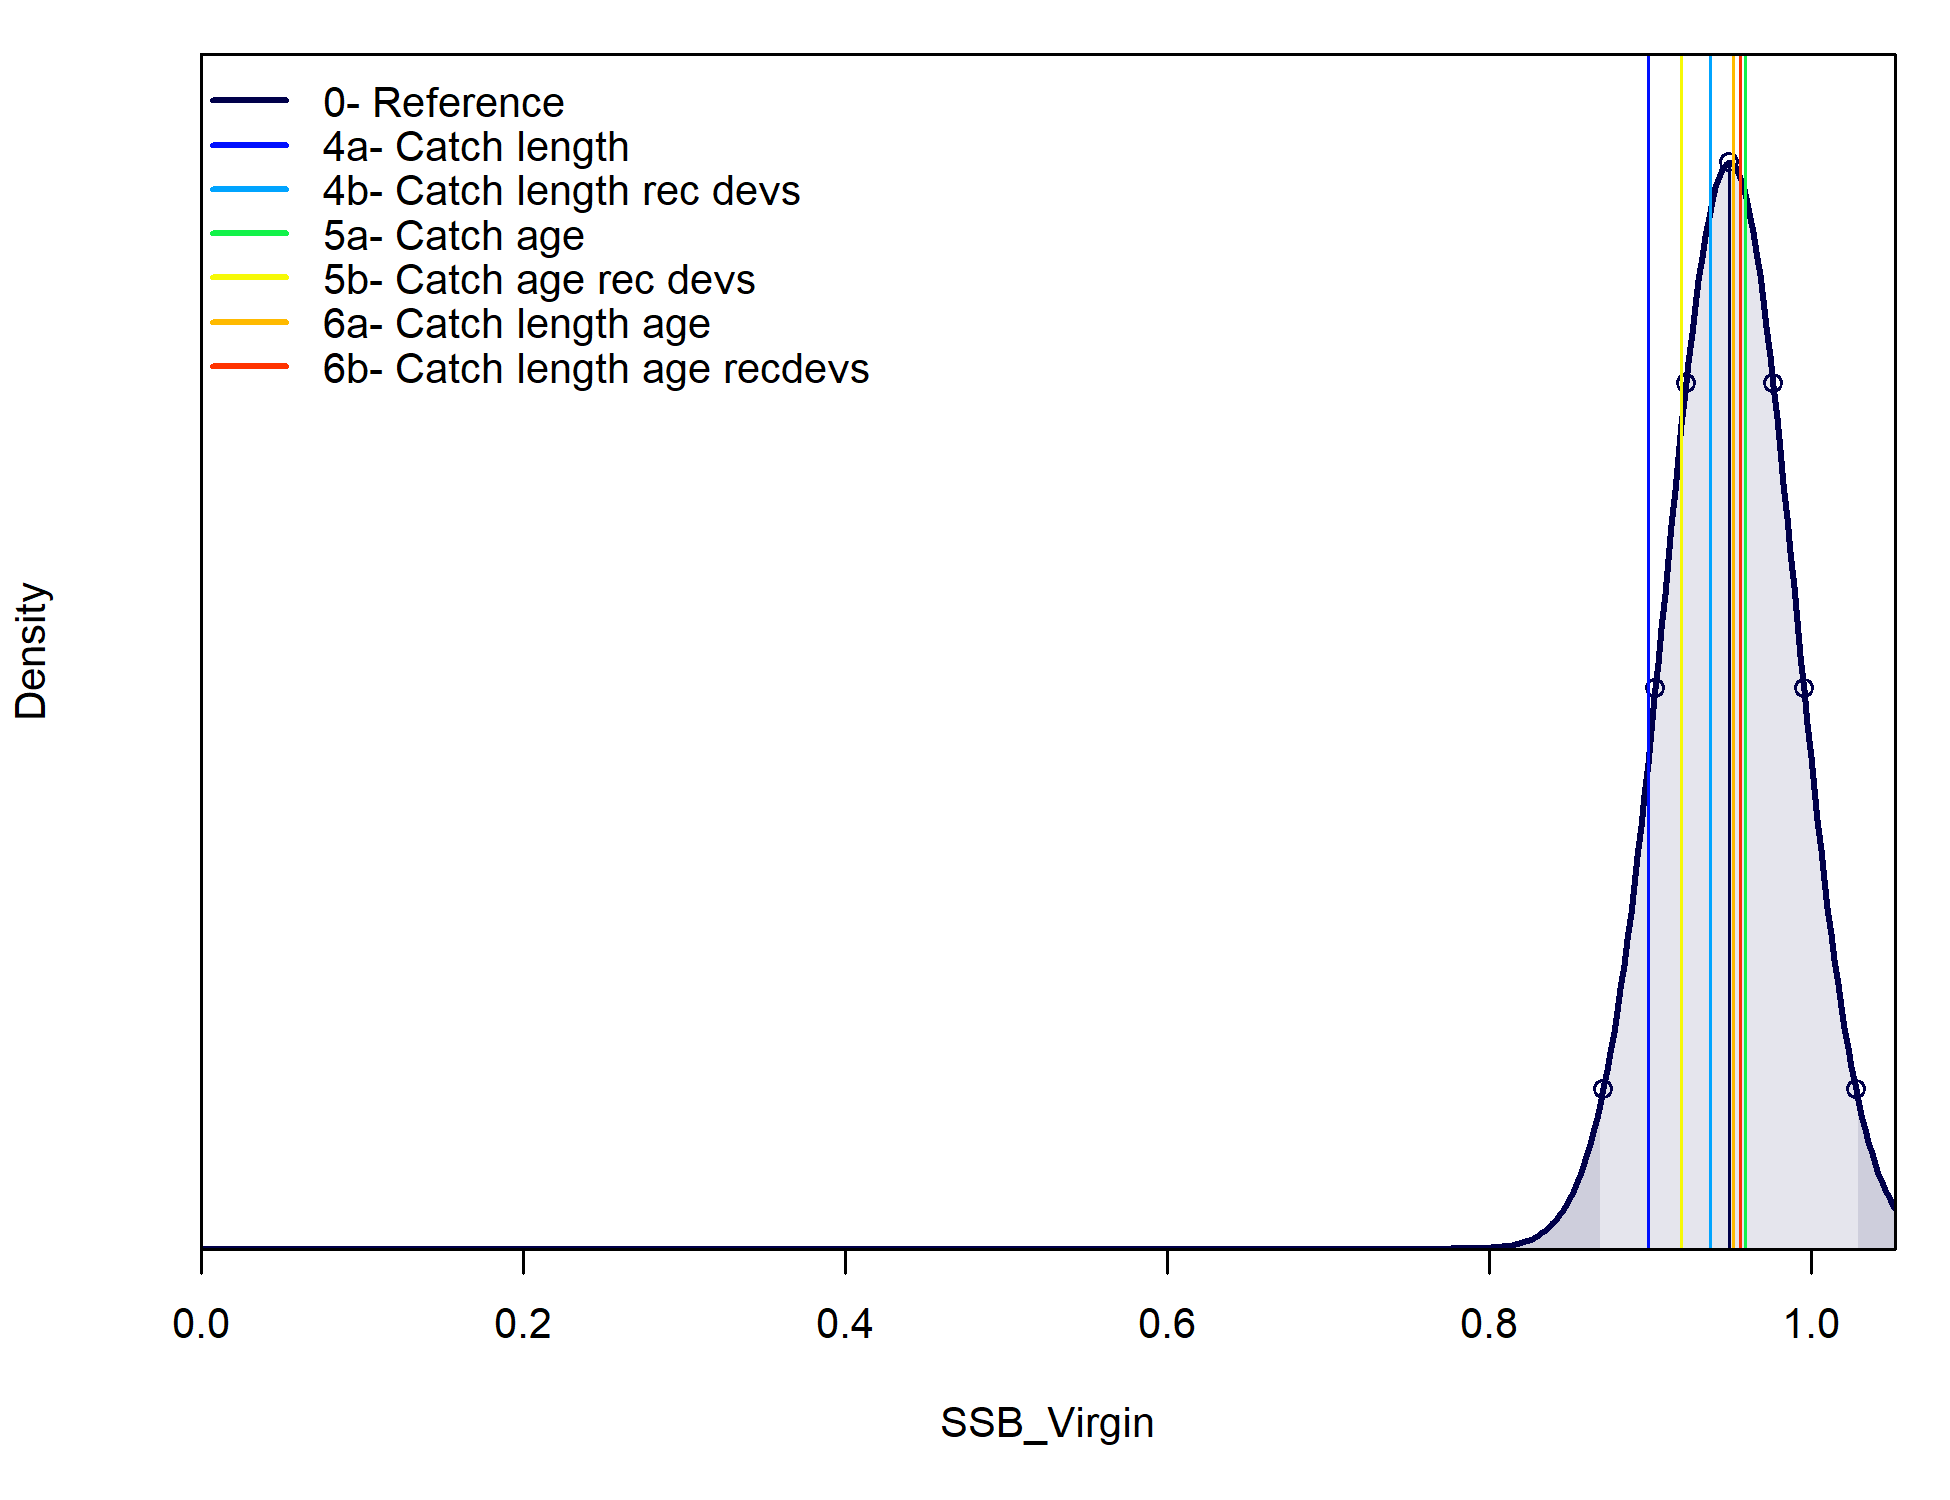 0- Reference
4a- Catch length
4b- Catch length rec devs
5a- Catch age
5b- Catch age rec devs
6a- Catch length age
6b- Catch length age recdevs
Density
0.0 0.2 0.4 0.6 0.8 1.0
SSB_Virgin